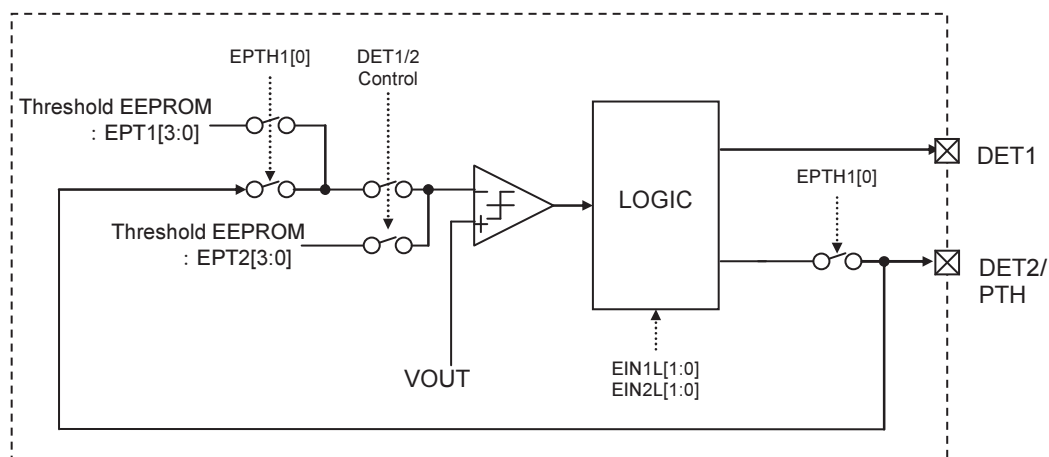 EPTH1[0]
DET1/2
Control
Threshold EEPROM
: EPT1[3:0]
Threshold EEPROM
: EPT2[3:0]
VOUT
LOGIC
EIN1L[1:0]
EIN2L[1:0]
EPTH1[0]
DET1
DET2/
PTH